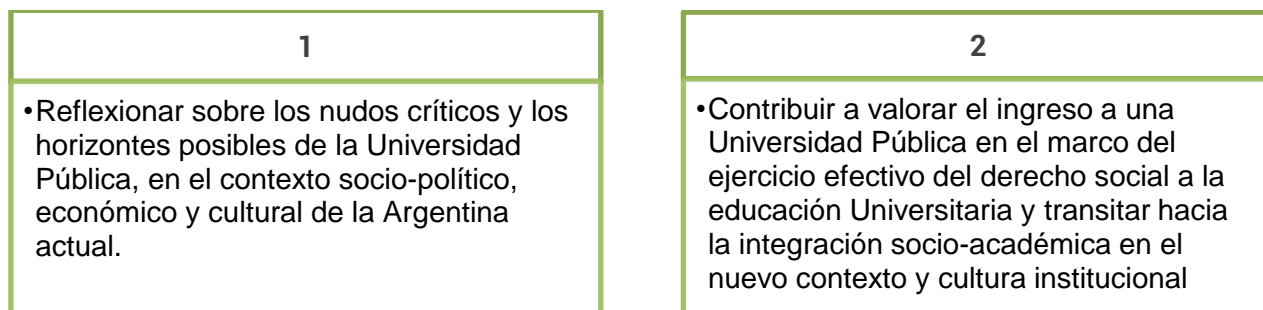 1
•Reflexionar sobre los nudos críticos y los
horizontes posibles de la Universidad
Pública, en el contexto socio-político,
económico y cultural de la Argentina
actual.
2
•Contribuir a valorar el ingreso a una
Universidad Pública en el marco del
ejercicio efectivo del derecho social a la
educación Universitaria y transitar hacia
la integración socio-académica en el
nuevo contexto y cultura institucional